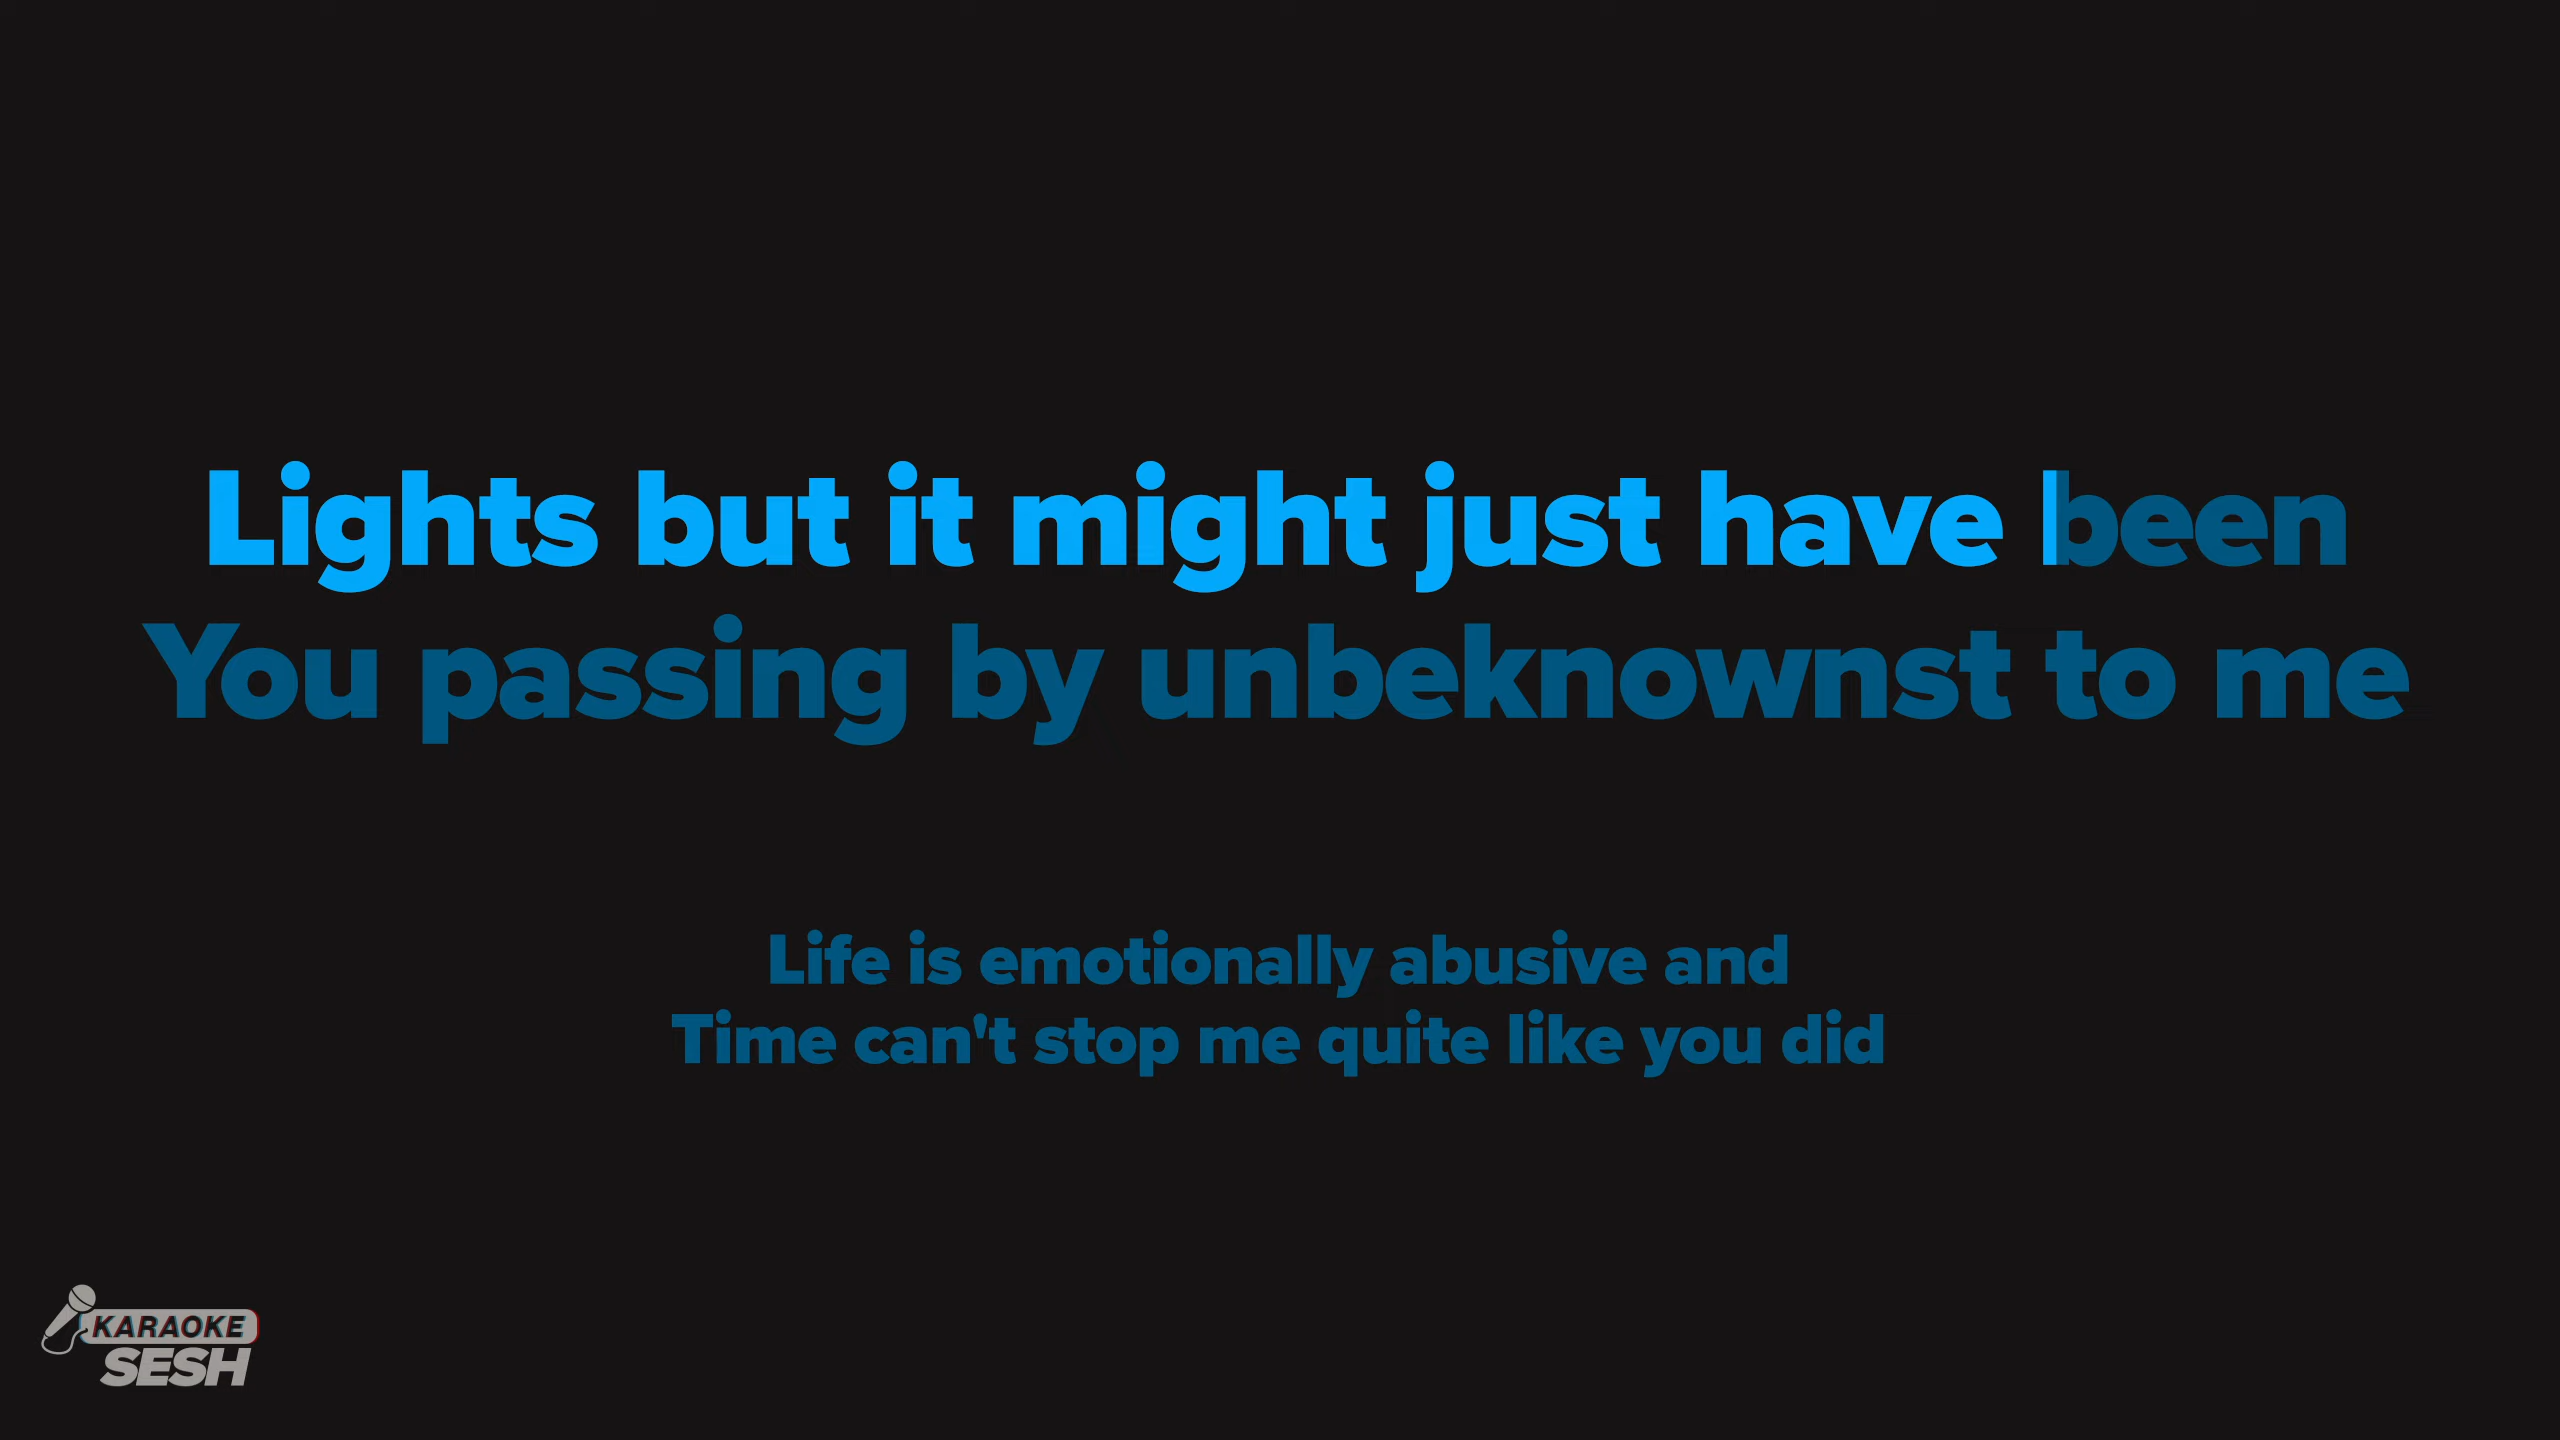 Lights but it might just have been
You passing by unbeknownst to me
Life is emotionally abusive and
Time can't stop me quite like you did
KARAOKE
SESH